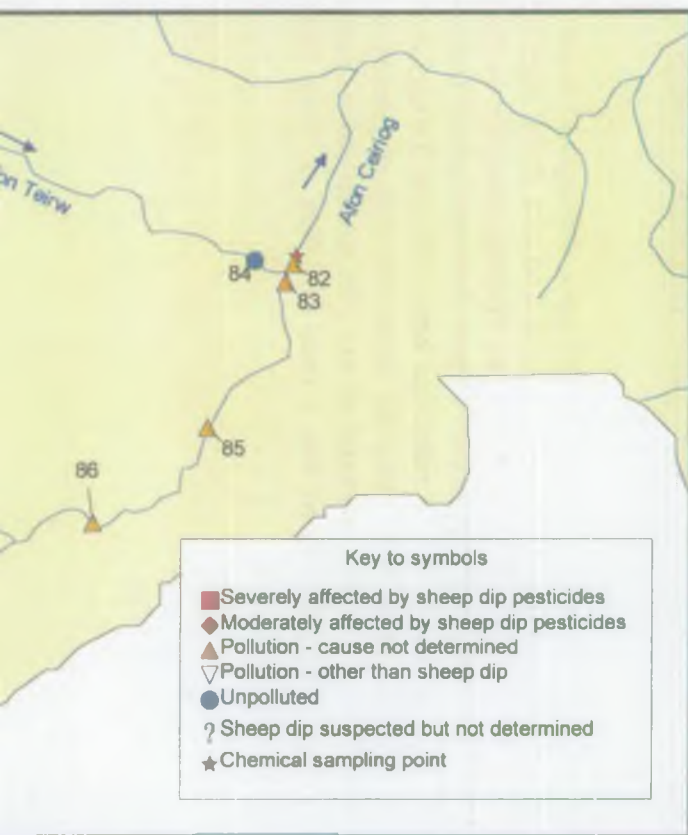 on Teirw
Afon Ceiriog
84
82
83
85
86
Key to symbols
Severely affected by sheep dip pesticides
Moderately affected by sheep dip pesticides
Pollution - cause not determined
Pollution - other than sheep dip
Unpolluted
? Sheep dip suspected but not determined
Chemical sampling point